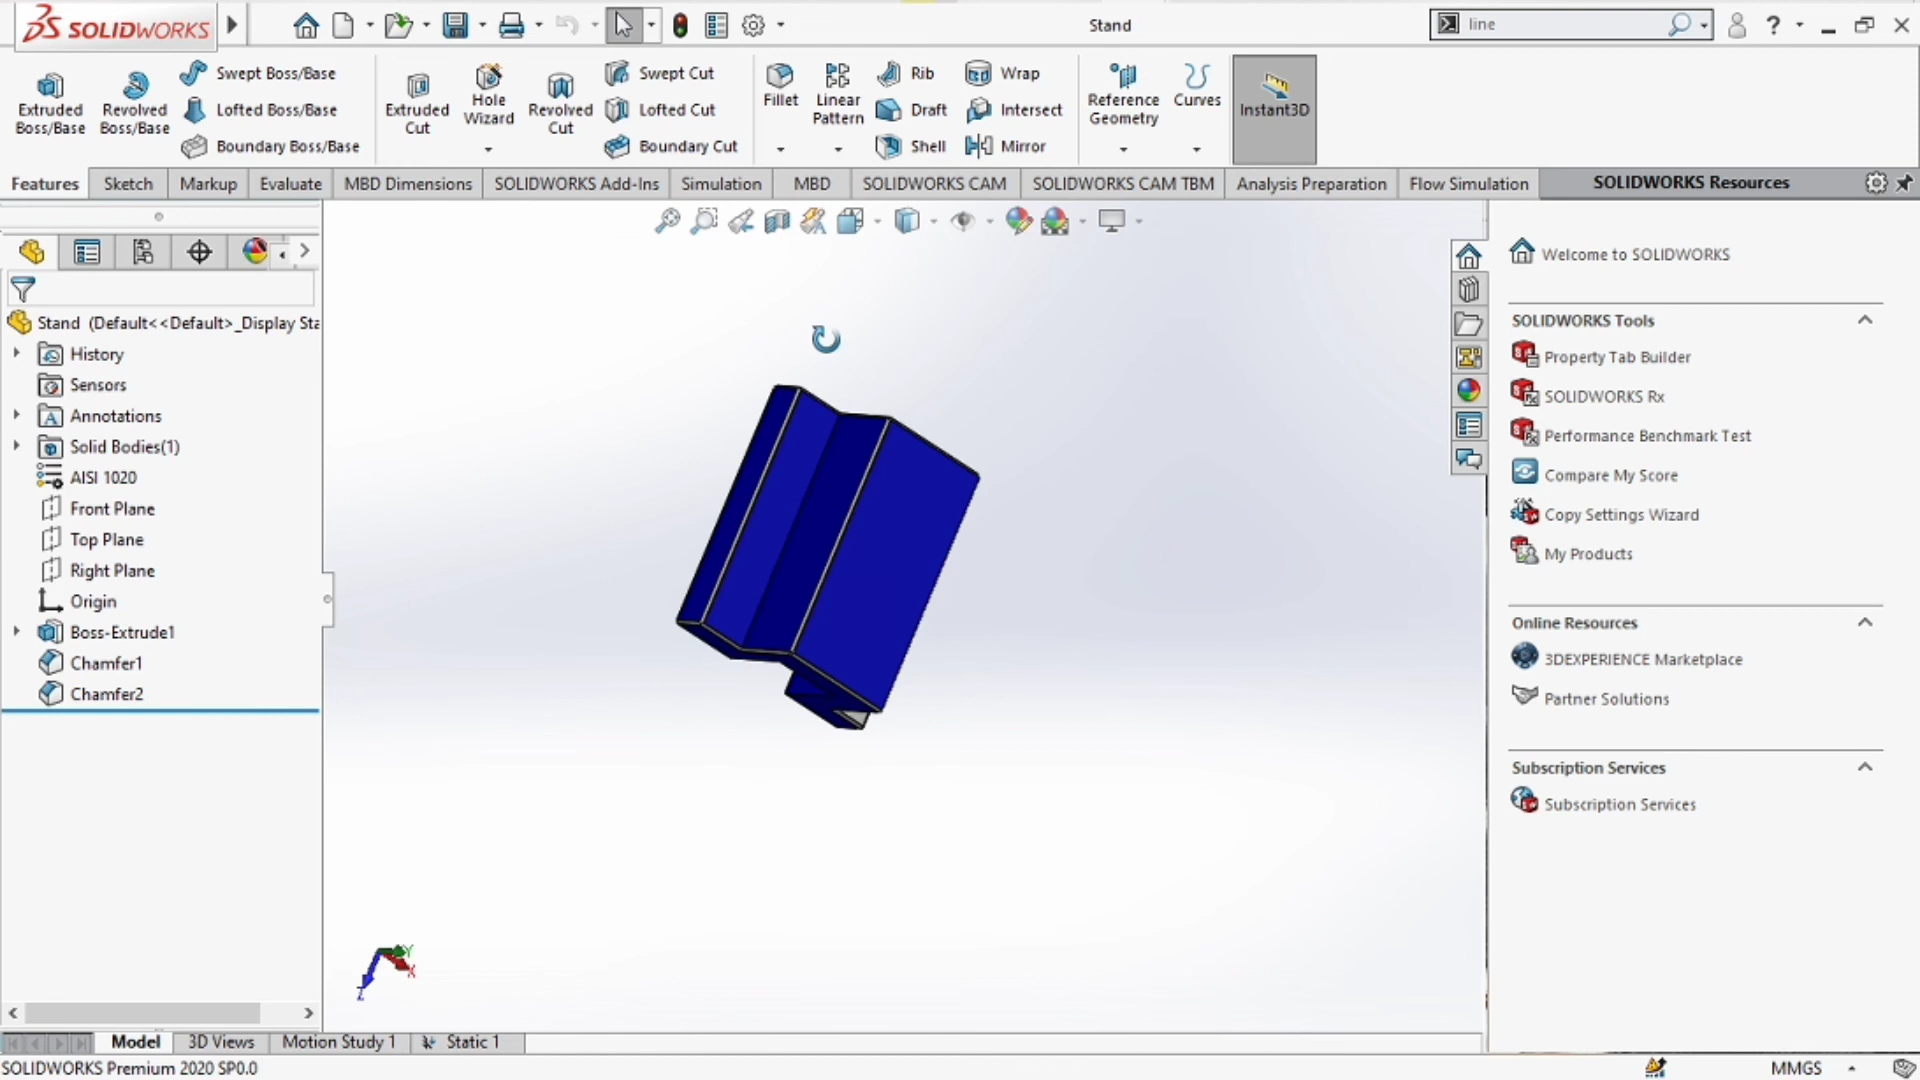 SOLIDWORKS
Stand
line
Extruded Boss/Base
Revolved Boss/Base
Swept Boss/Base
Lofted Boss/Base
Boundary Boss/Base
Extruded Cut
Hole Wizard
Revolved Cut
Swept Cut
Lofted Cut
Boundary Cut
Fillet
Linear Pattern
Rib
Draft
Shell
Wrap
Intersect
Mirror
Reference Geometry
Curves
Instant3D
Features
Sketch
Markup
Evaluate
MBD Dimensions
SOLIDWORKS Add-Ins
Simulation
MBD
SOLIDWORKS CAM
SOLIDWORKS CAM TBM
Analysis Preparation
Flow Simulation
SOLIDWORKS Resources
Stand (Default<<Default>_Display Sta
History
Sensors
Annotations
Solid Bodies(1)
AISI 1020
Front Plane
Top Plane
Right Plane
Origin
Boss-Extrude1
Chamfer1
Chamfer2
Y
X
Z
Welcome to SOLIDWORKS
SOLIDWORKS Tools
Property Tab Builder
SOLIDWORKS Rx
Performance Benchmark Test
Compare My Score
Copy Settings Wizard
My Products
Online Resources
3DEXPERIENCE Marketplace
Partner Solutions
Subscription Services
Subscription Services
Model
3D Views
Motion Study 1
Static 1
SOLIDWORKS Premium 2020 SP0.0
MMGS